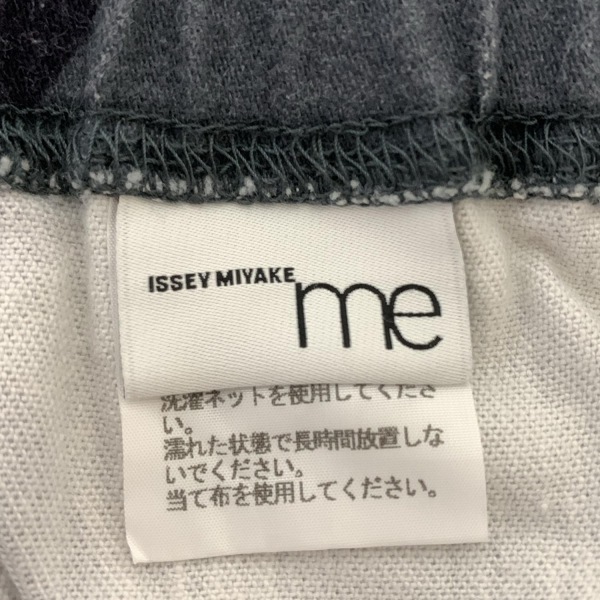 ISSEY MIYAKE me
洗濯ネットを使用してくださ
い。
濡れた状態で長時間放置しな
いでください。
当て布を使用してください。